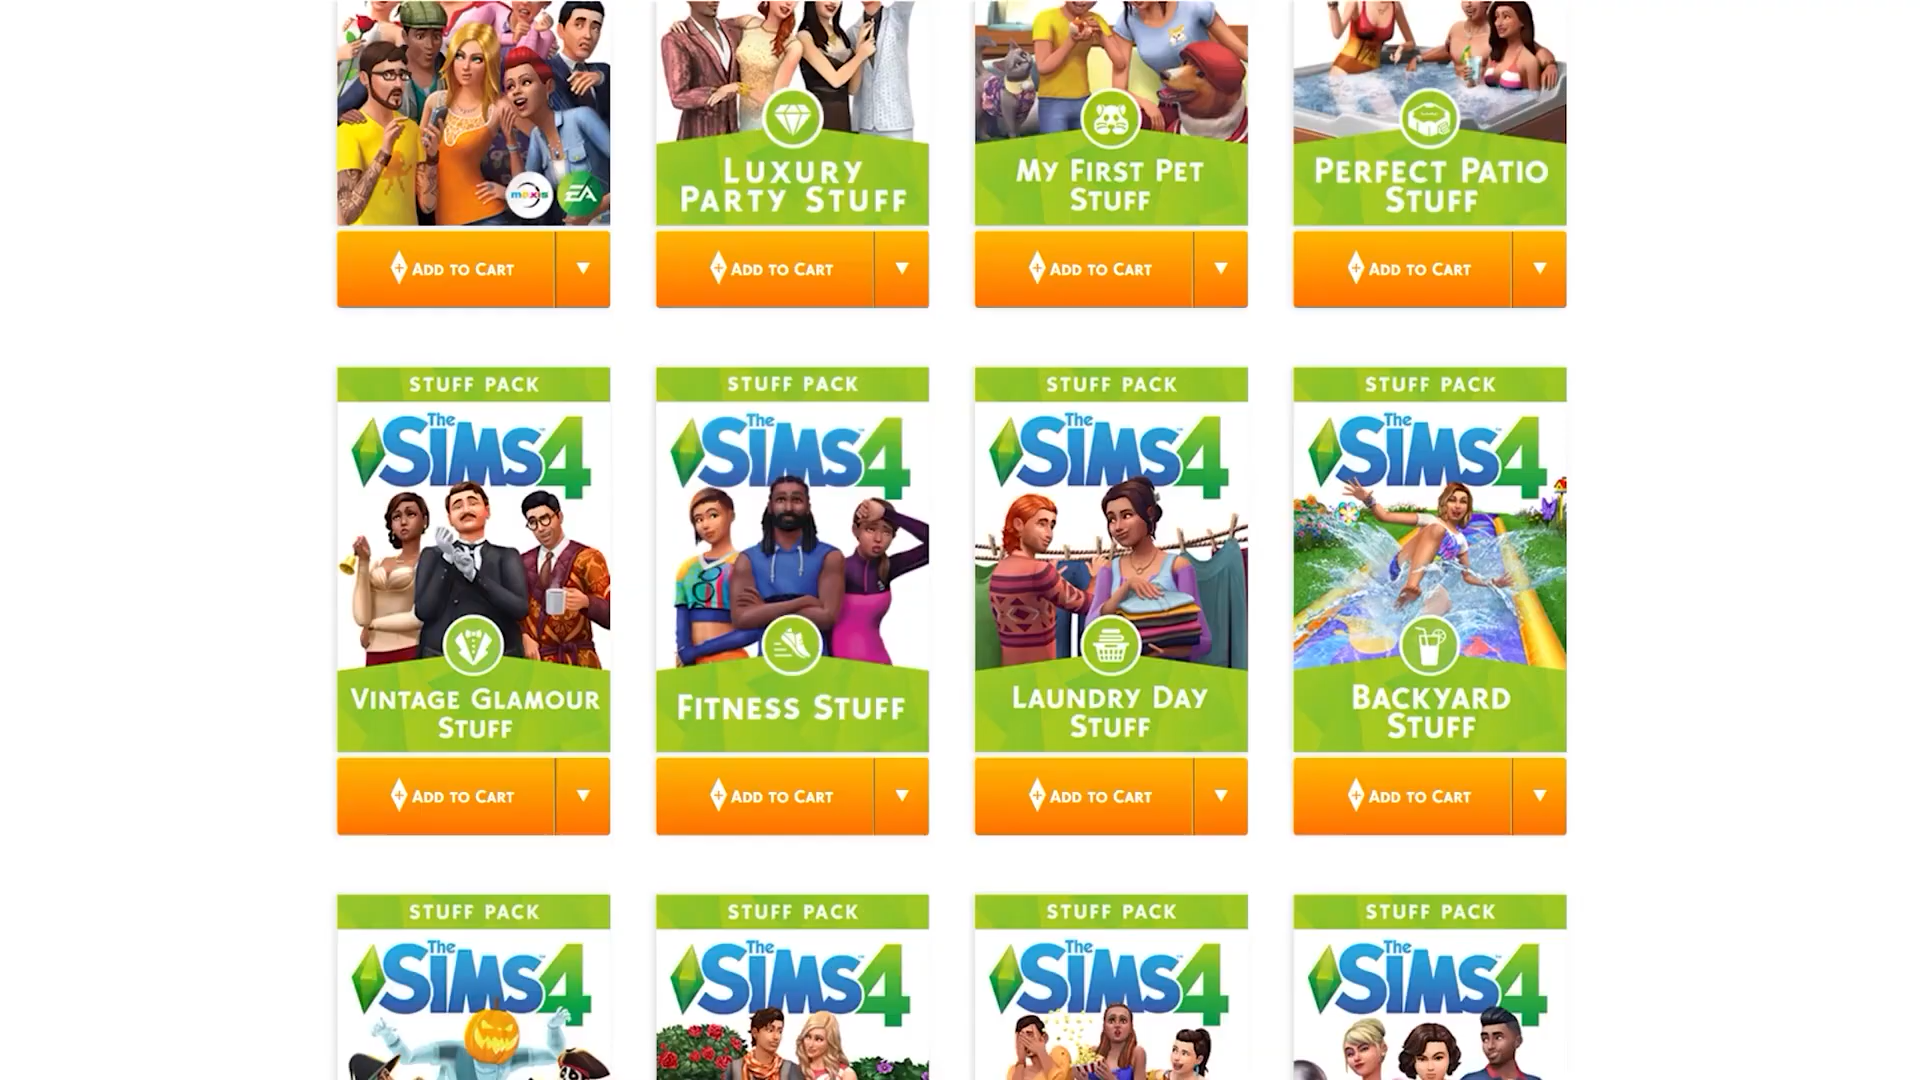 maxis
EA
LUXURY
PARTY STUFF
MY FIRST PET
STUFF
PERFECT PATIO
STUFF
ADD TO CART
ADD TO CART
ADD TO CART
ADD TO CART
STUFF PACK
STUFF PACK
STUFF PACK
STUFF PACK
The
SIMS 4
The
SIMS 4
The
SIMS 4
The
SIMS 4
VINTAGE GLAMOUR
STUFF
FITNESS STUFF
LAUNDRY DAY
STUFF
BACKYARD
STUFF
ADD TO CART
ADD TO CART
ADD TO CART
ADD TO CART
STUFF PACK
STUFF PACK
STUFF PACK
STUFF PACK
The
SIMS 4
The
SIMS 4
The
SIMS 4
The
SIMS 4